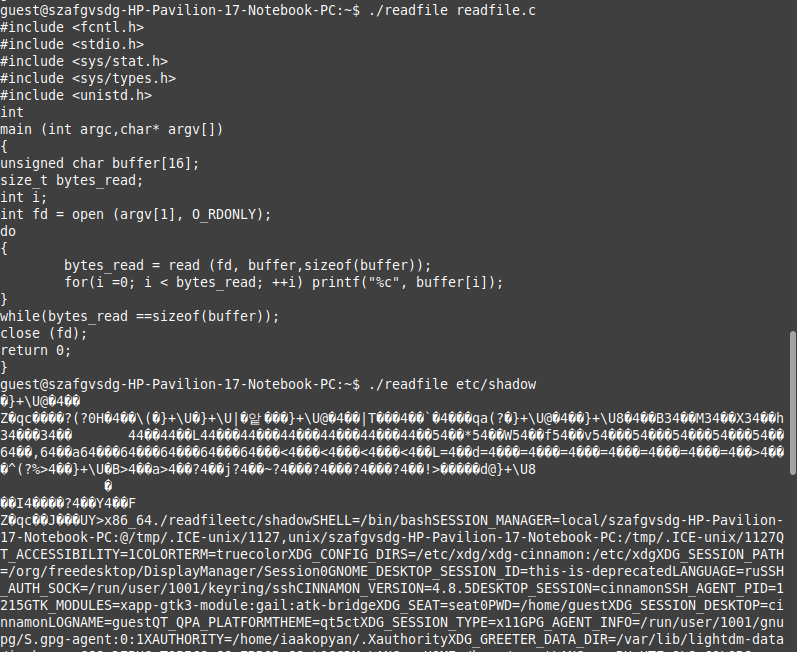 guest@szafgvsdg-HP-Pavilion-17-Notebook-PC:~$ ./readfile readfile.c
#include <fcntl.h>
#include <stdio.h>
#include <sys/stat.h>
#include <sys/types.h>
#include <unistd.h>
int
main (int argc,char* argv[])
{
unsigned char buffer[16];
size_t bytes_read;
int i;
int fd = open (argv[1], O_RDONLY);
do
{
        bytes_read = read (fd, buffer,sizeof(buffer));
        for(i =0; i < bytes_read; ++i) printf("%c", buffer[i]);
}
while(bytes_read ==sizeof(buffer));
close (fd);
return 0;
}
guest@szafgvsdg-HP-Pavilion-17-Notebook-PC:~$ ./readfile etc/shadow
�}+\U@�4��
Z�qc����?(?0H�4��\(�}+\U�}+\U|�앝���}+\U@�4��|T���4��`�4���qa(?�}+\U@�4��}+\U8�4��B34��M34��X34��h
34���34��       44��44��L44���44���44���44���44���44��54��*54��W54��f54��v54���54���54���54���54��
64��,64��a64���64���64���64���64���<4���<4���<4���<4��L=4��d=4���=4���=4���=4���=4���=4��>4��
�^(?%>4��}+\U�B>4��a>4��?4��j?4��~?4���?4���?4���?4��!>�����d@}+\U8
�
��I4����?4��Y4��F
Z�qc��J���UY>x86_64./readfileetc/shadowSHELL=/bin/bashSESSION_MANAGER=local/szafgvsdg-HP-Pavilion-
17-Notebook-PC:@/tmp/.ICE-unix/1127,unix/szafgvsdg-HP-Pavilion-17-Notebook-PC:/tmp/.ICE-unix/1127Q
T_ACCESSIBILITY=1COLORTERM=truecolorXDG_CONFIG_DIRS=/etc/xdg/xdg-cinnamon:/etc/xdgXDG_SESSION_PATH
=/org/freedesktop/DisplayManager/Session0GNOME_DESKTOP_SESSION_ID=this-is-deprecatedLANGUAGE=ruSSH
_AUTH_SOCK=/run/user/1001/keyring/sshCINNAMON_VERSION=4.8.5DESKTOP_SESSION=cinnamonSSH_AGENT_PID=1
215GTK_MODULES=xapp-gtk3-module:gail:atk-bridgeXDG_SEAT=seat0PWD=/home/guestXDG_SESSION_DESKTOP=ci
nnamonLOGNAME=guestQT_QPA_PLATFORMTHEME=qt5ctXDG_SESSION_TYPE=x11GPG_AGENT_INFO=/run/user/1001/gnu
pg/S.gpg-agent:0:1XAUTHORITY=/home/iaakopyan/.XauthorityXDG_GREETER_DATA_DIR=/var/lib/lightdm-data